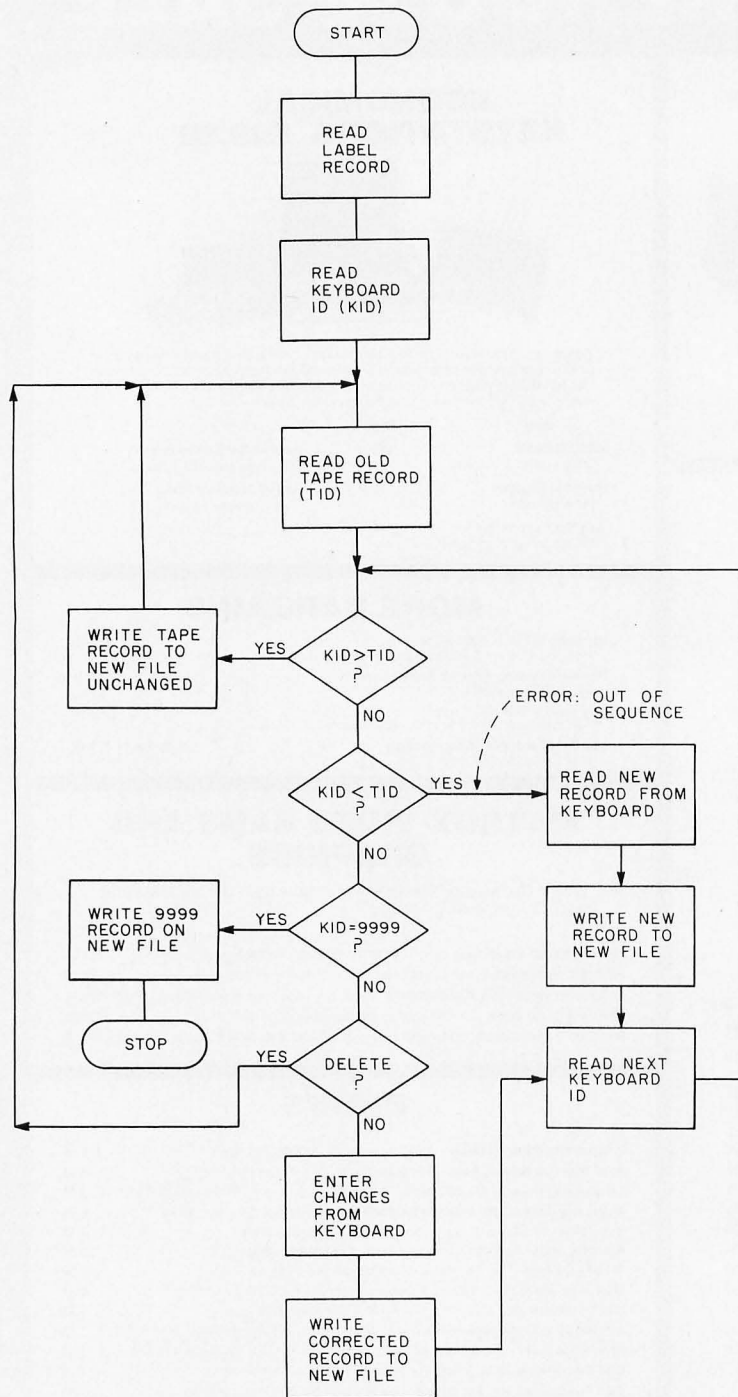 START
READ
LABEL
RECORD
READ
KEYBOARD
ID (KID)
READ OLD
TAPE RECORD
(TID)
WRITE TAPE
RECORD TO
NEW FILE
UNCHANGED
YES
KID>TID
?
NO
ERROR: OUT OF
SEQUENCE
KID < TID
?
YES
READ NEW
RECORD FROM
KEYBOARD
NO
WRITE 9999
RECORD ON
NEW FILE
YES
KID=9999
?
WRITE NEW
RECORD TO
NEW FILE
NO
STOP
YES
DELETE
?
READ NEXT
KEYBOARD
ID
NO
ENTER
CHANGES
FROM
KEYBOARD
WRITE
CORRECTED
RECORD TO
NEW FILE